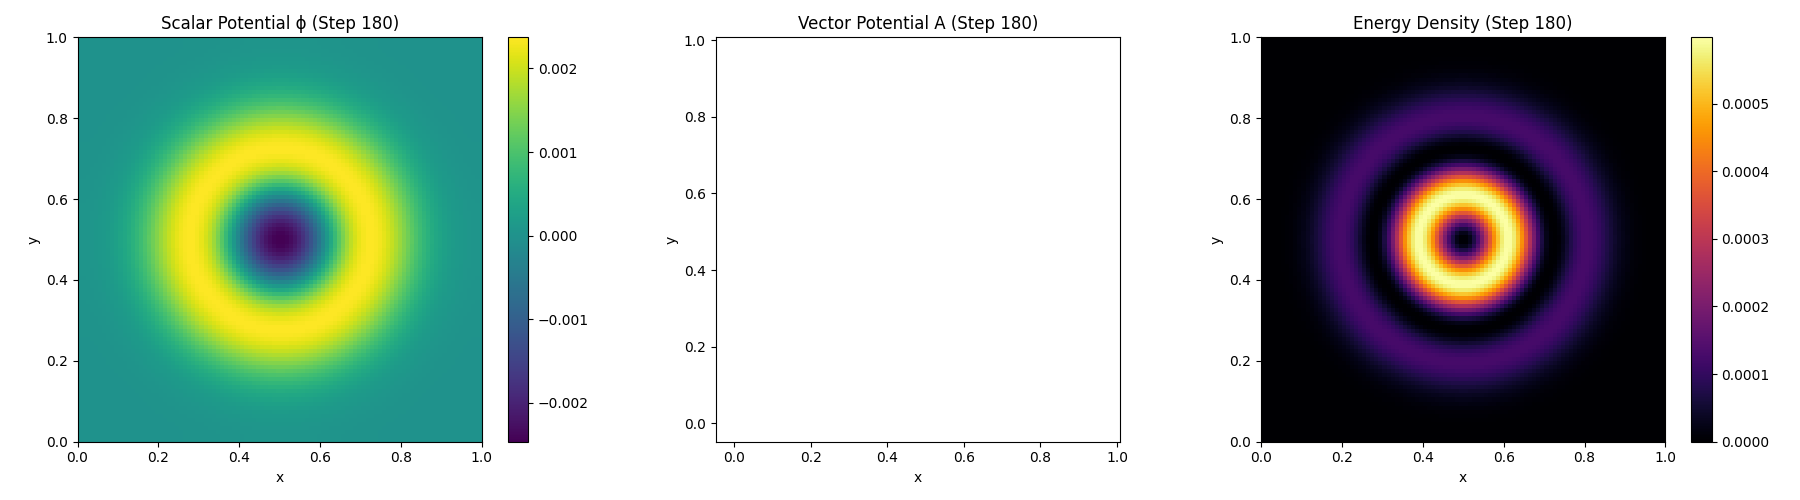 Scalar Potential ϕ (Step 180)
1.0
0.8
0.6
0.4
0.2
0.0
y
0.0 0.2 0.4 0.6 0.8 1.0
x
0.002
0.001
0.000
−0.001
−0.002
Vector Potential A (Step 180)
1.0
0.8
0.6
0.4
0.2
0.0
y
0.0 0.2 0.4 0.6 0.8 1.0
x
Energy Density (Step 180)
1.0
0.8
0.6
0.4
0.2
0.0
y
0.0 0.2 0.4 0.6 0.8 1.0
x
0.0005
0.0004
0.0003
0.0002
0.0001
0.0000